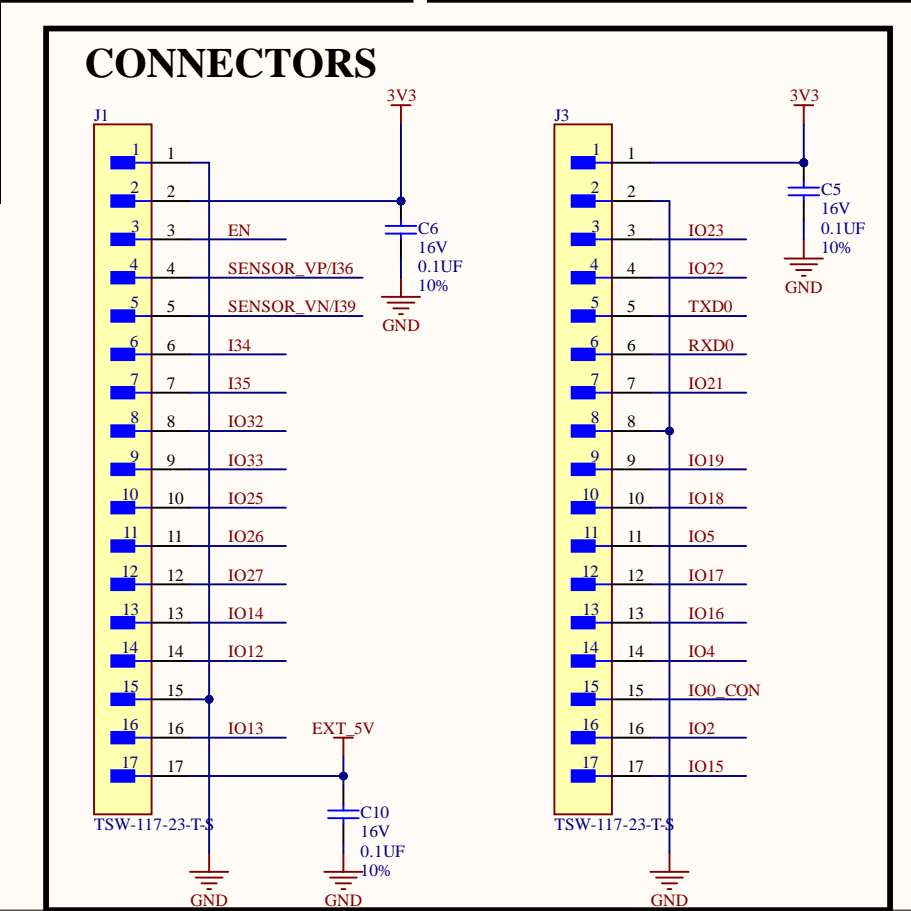 CONNECTORS
J1
1 1
2 2
3 3 EN
4 4 SENSOR_VP/I36
5 5 SENSOR_VN/I39
6 6 I34
7 7 I35
8 8 IO32
9 9 IO33
10 10 IO25
11 11 IO26
12 12 IO27
13 13 IO14
14 14 IO12
15 15
16 16 IO13
17 17
TSW-117-23-T-S
GND
3V3
C6
16V
0.1UF
10%
GND
EXT_5V
C10
16V
0.1UF
10%
GND
J3
1 1
2 2
3 3 IO23
4 4 IO22
5 5 TXD0
6 6 RXD0
7 7 IO21
8 8
9 9 IO19
10 10 IO18
11 11 IO5
12 12 IO17
13 13 IO16
14 14 IO4
15 15 IO0_CON
16 16 IO2
17 17 IO15
TSW-117-23-T-S
GND
3V3
C5
16V
0.1UF
10%
GND